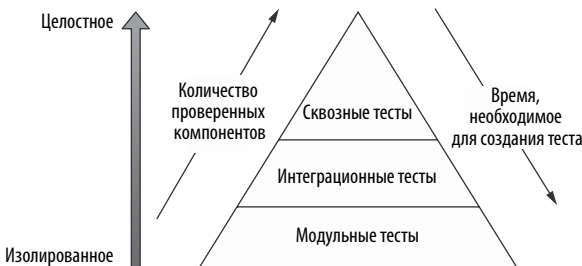 Целостное
Количество
проверенных
компонентов
Сквозные тесты
Время,
необходимое
для создания теста
Интеграционные тесты
Модульные тесты
Изолированное